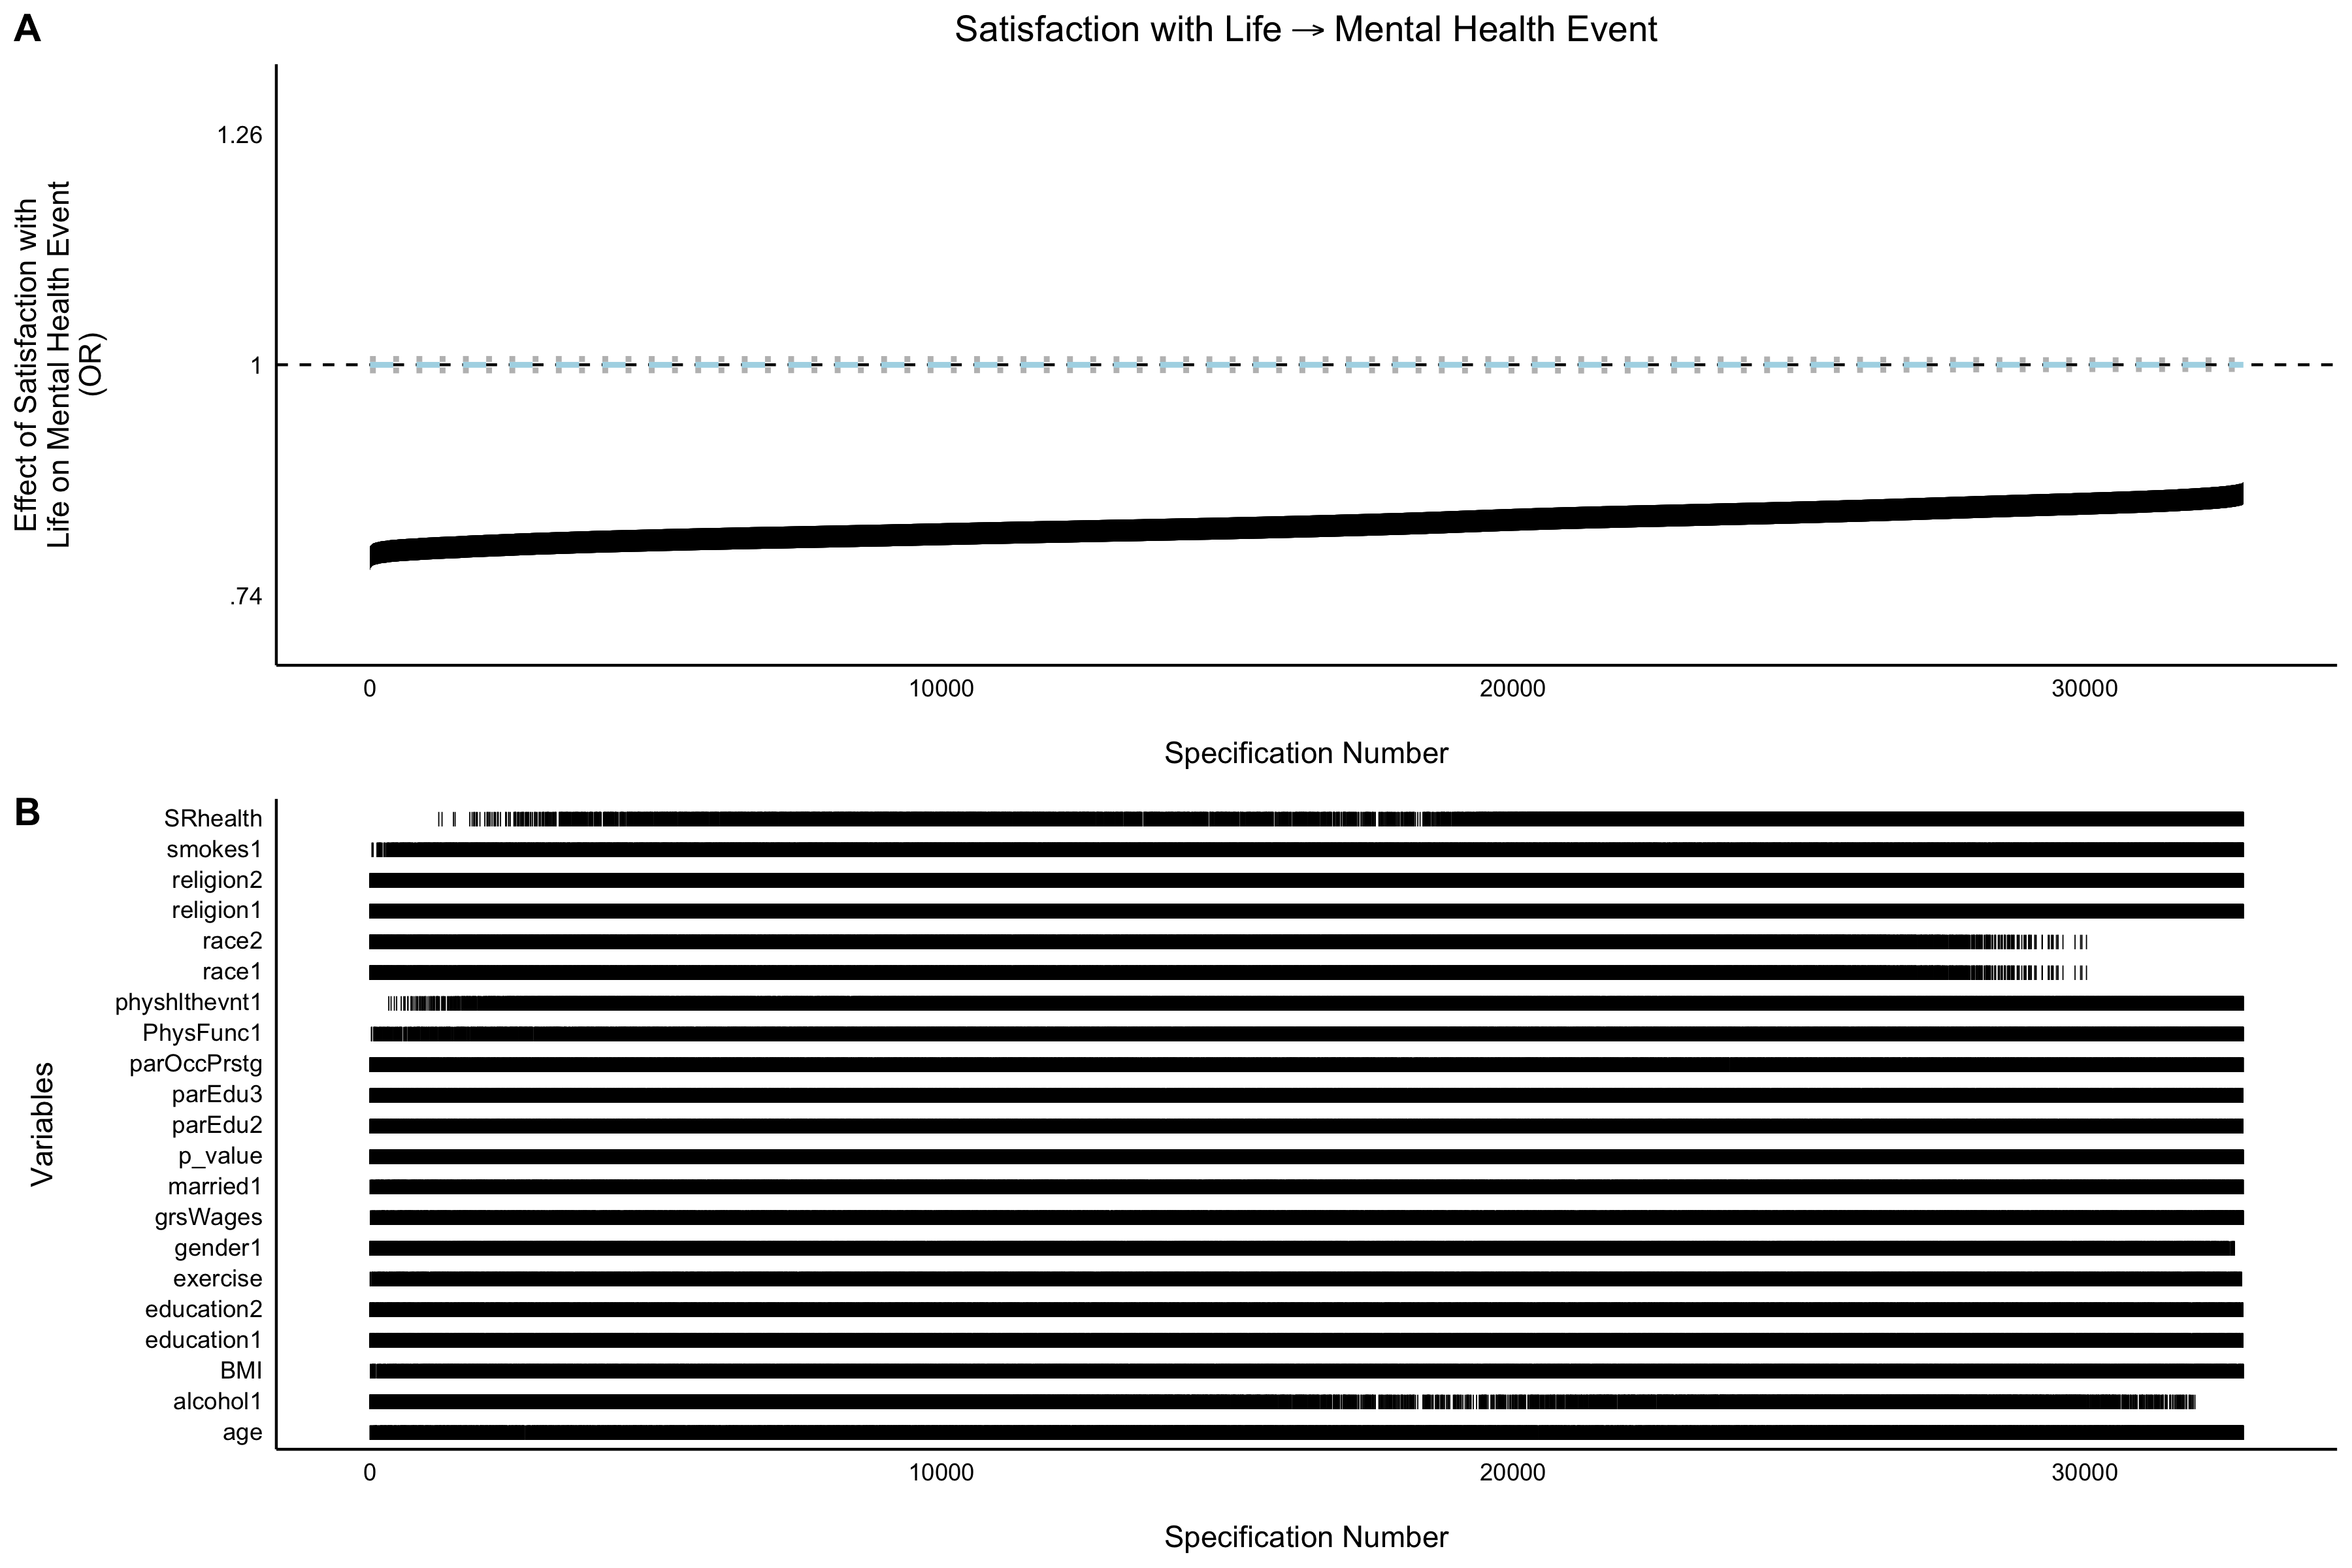 A
Satisfaction with Life → Mental Health Event
Effect of Satisfaction with
Life on Mental Health Event
(OR)
1.26
1
.74
0 10000 20000 30000
Specification Number
B
Variables
SRhealth
smokes1
religion2
religion1
race2
race1
physhlthevnt1
PhysFunc1
parOccPrstg
parEdu3
parEdu2
p_value
married1
grsWages
gender1
exercise
education2
education1
BMI
alcohol1
age
0 10000 20000 30000
Specification Number